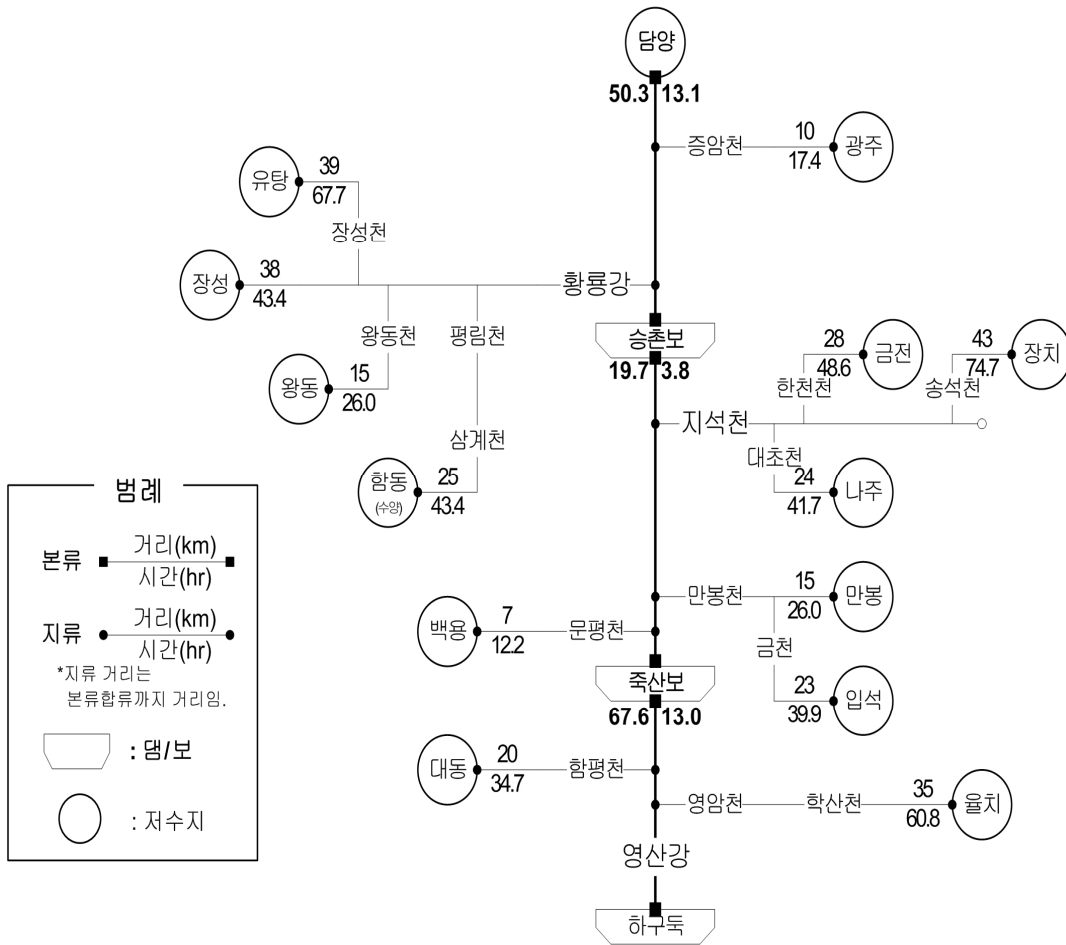 담양
50.3 13.1
10
증암천
광주
17.4
39
유탕
67.7
장성천
38
장성
황룡강
43.4
승촌보
왕동천
평림천
28
43
금전
장치
19.7 3.8
48.6
74.7
15
한천천
송석천
왕동
26.0
지석천
삼계천
대초천
25
24
함동
(수양)
나주
43.4
41.7
범례
본류
거리(km)
시간(hr)
지류
거리(km)
시간(hr)
*지류 거리는
본류합류까지 거리임.
: 댐/보
: 저수지
15
만봉천
만봉
7
26.0
백용
문평천
12.2
금천
죽산보
23
입석
67.6 13.0
39.9
20
대동
함평천
34.7
35
영암천
학산천
율치
60.8
영산강
하구둑